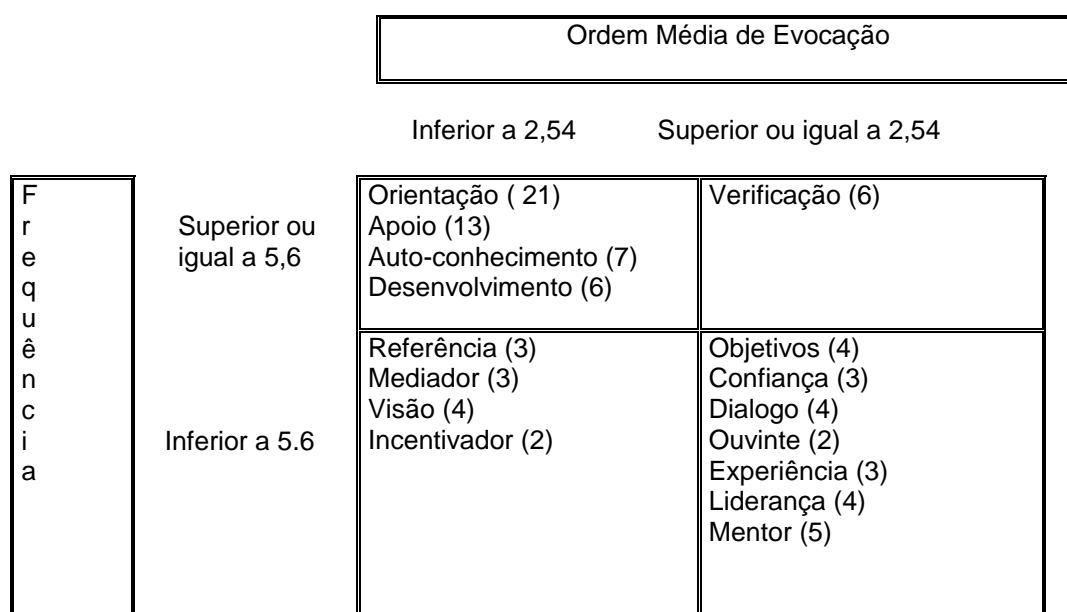 Ordem Média de Evocação
Inferior a 2,54
Superior ou igual a 2,54
F
r
e
q
u
ê
n
c
i
a
Superior ou
igual a 5,6
Orientação ( 21)
Apoio (13)
Auto-conhecimento (7)
Desenvolvimento (6)
Verificação (6)
Inferior a 5.6
Referência (3)
Mediador (3)
Visão (4)
Incentivador (2)
Objetivos (4)
Confiança (3)
Dialogo (4)
Ouvinte (2)
Experiência (3)
Liderança (4)
Mentor (5)